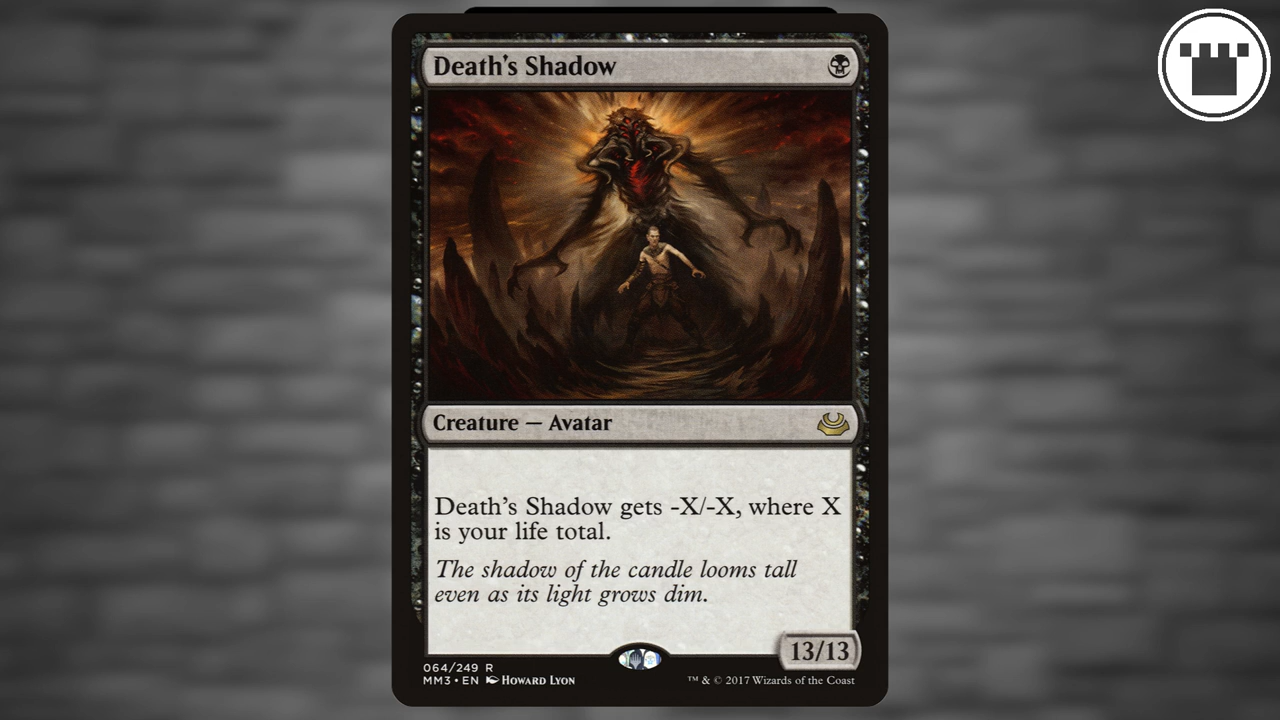 Death's Shadow
Creature — Avatar
Death's Shadow gets -X/-X, where X
is your life total.
The shadow of the candle looms tall
even as its light grows dim.
13/13
064/249 R
MM3 • EN Howard Lyon
™ & © 2017 Wizards of the Coast